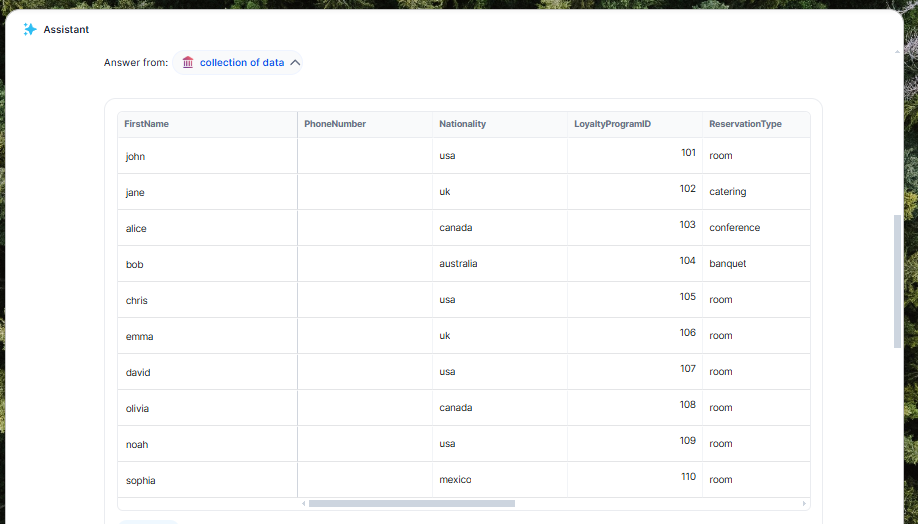 Assistant
Answer from: collection of data
FirstName PhoneNumber Nationality LoyaltyProgramID ReservationType
john usa 101 room
jane uk 102 catering
alice canada 103 conference
bob australia 104 banquet
chris usa 105 room
emma uk 106 room
david usa 107 room
olivia canada 108 room
noah usa 109 room
sophia mexico 110 room